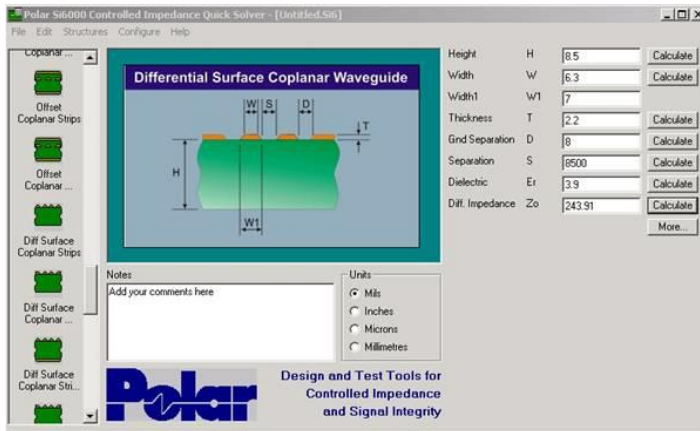 Polar Si6000 Controlled Impedance Quick Solver - [Untitled.Si6]
File Edit Structures Configure Help
Coplanar ...
Offset
Coplanar Strips
Offset
Coplanar ...
Diff Surface
Coplanar Strips
Diff Surface
Coplanar ...
Diff Surface
Coplanar Stri...
Differential Surface Coplanar Waveguide
W S D
T
H
W1
Height H 8.5 Calculate
Width W 6.3 Calculate
Width1 W1 7
Thickness T 2.2 Calculate
Gnd Separation D 8 Calculate
Separation S 8500 Calculate
Dielectric Er 3.9 Calculate
Diff. Impedance Zo 243.91 Calculate
More...
Notes
Add your comments here
Units
Mils
Inches
Microns
Millimetres
Polar
Design and Test Tools for
Controlled Impedance
and Signal Integrity